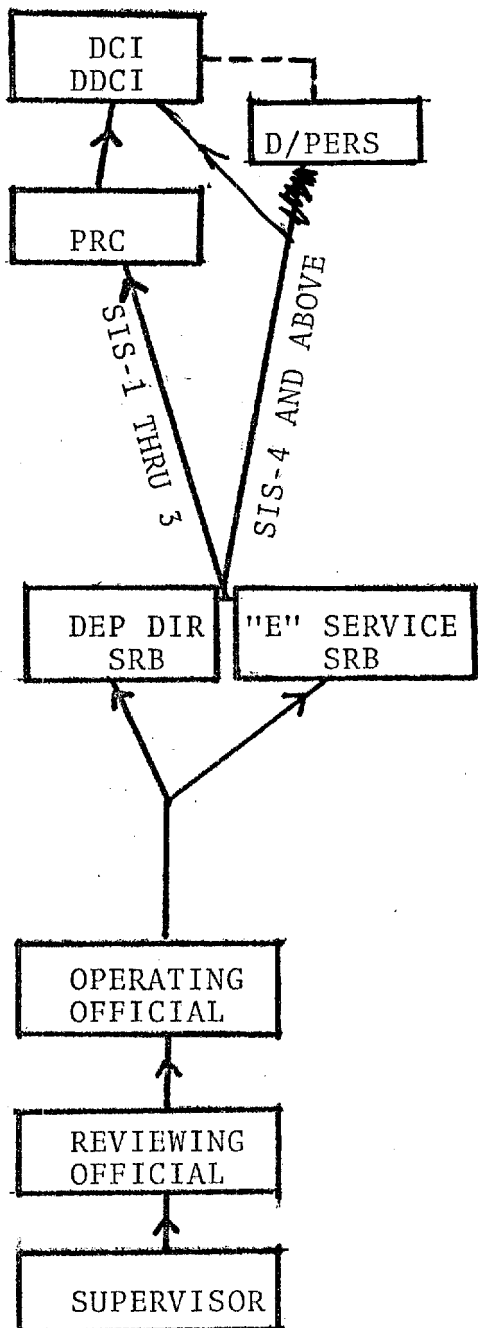 DCI
DDCI
D/PERS
PRC
SIS-1 THRU 3
SIS-4 AND ABOVE
DEP DIR
SRB
"E" SERVICE
SRB
OPERATING
OFFICIAL
REVIEWING
OFFICIAL
SUPERVISOR